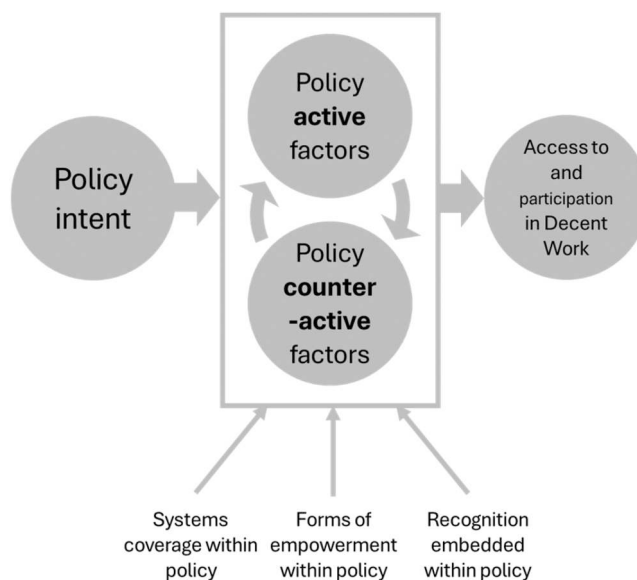 Policy
intent
Policy
active
factors
Policy
counter
-active
factors
Access to
and
participation
in Decent
Work
Systems
coverage within
policy
Forms of
empowerment
within policy
Recognition
embedded
within policy